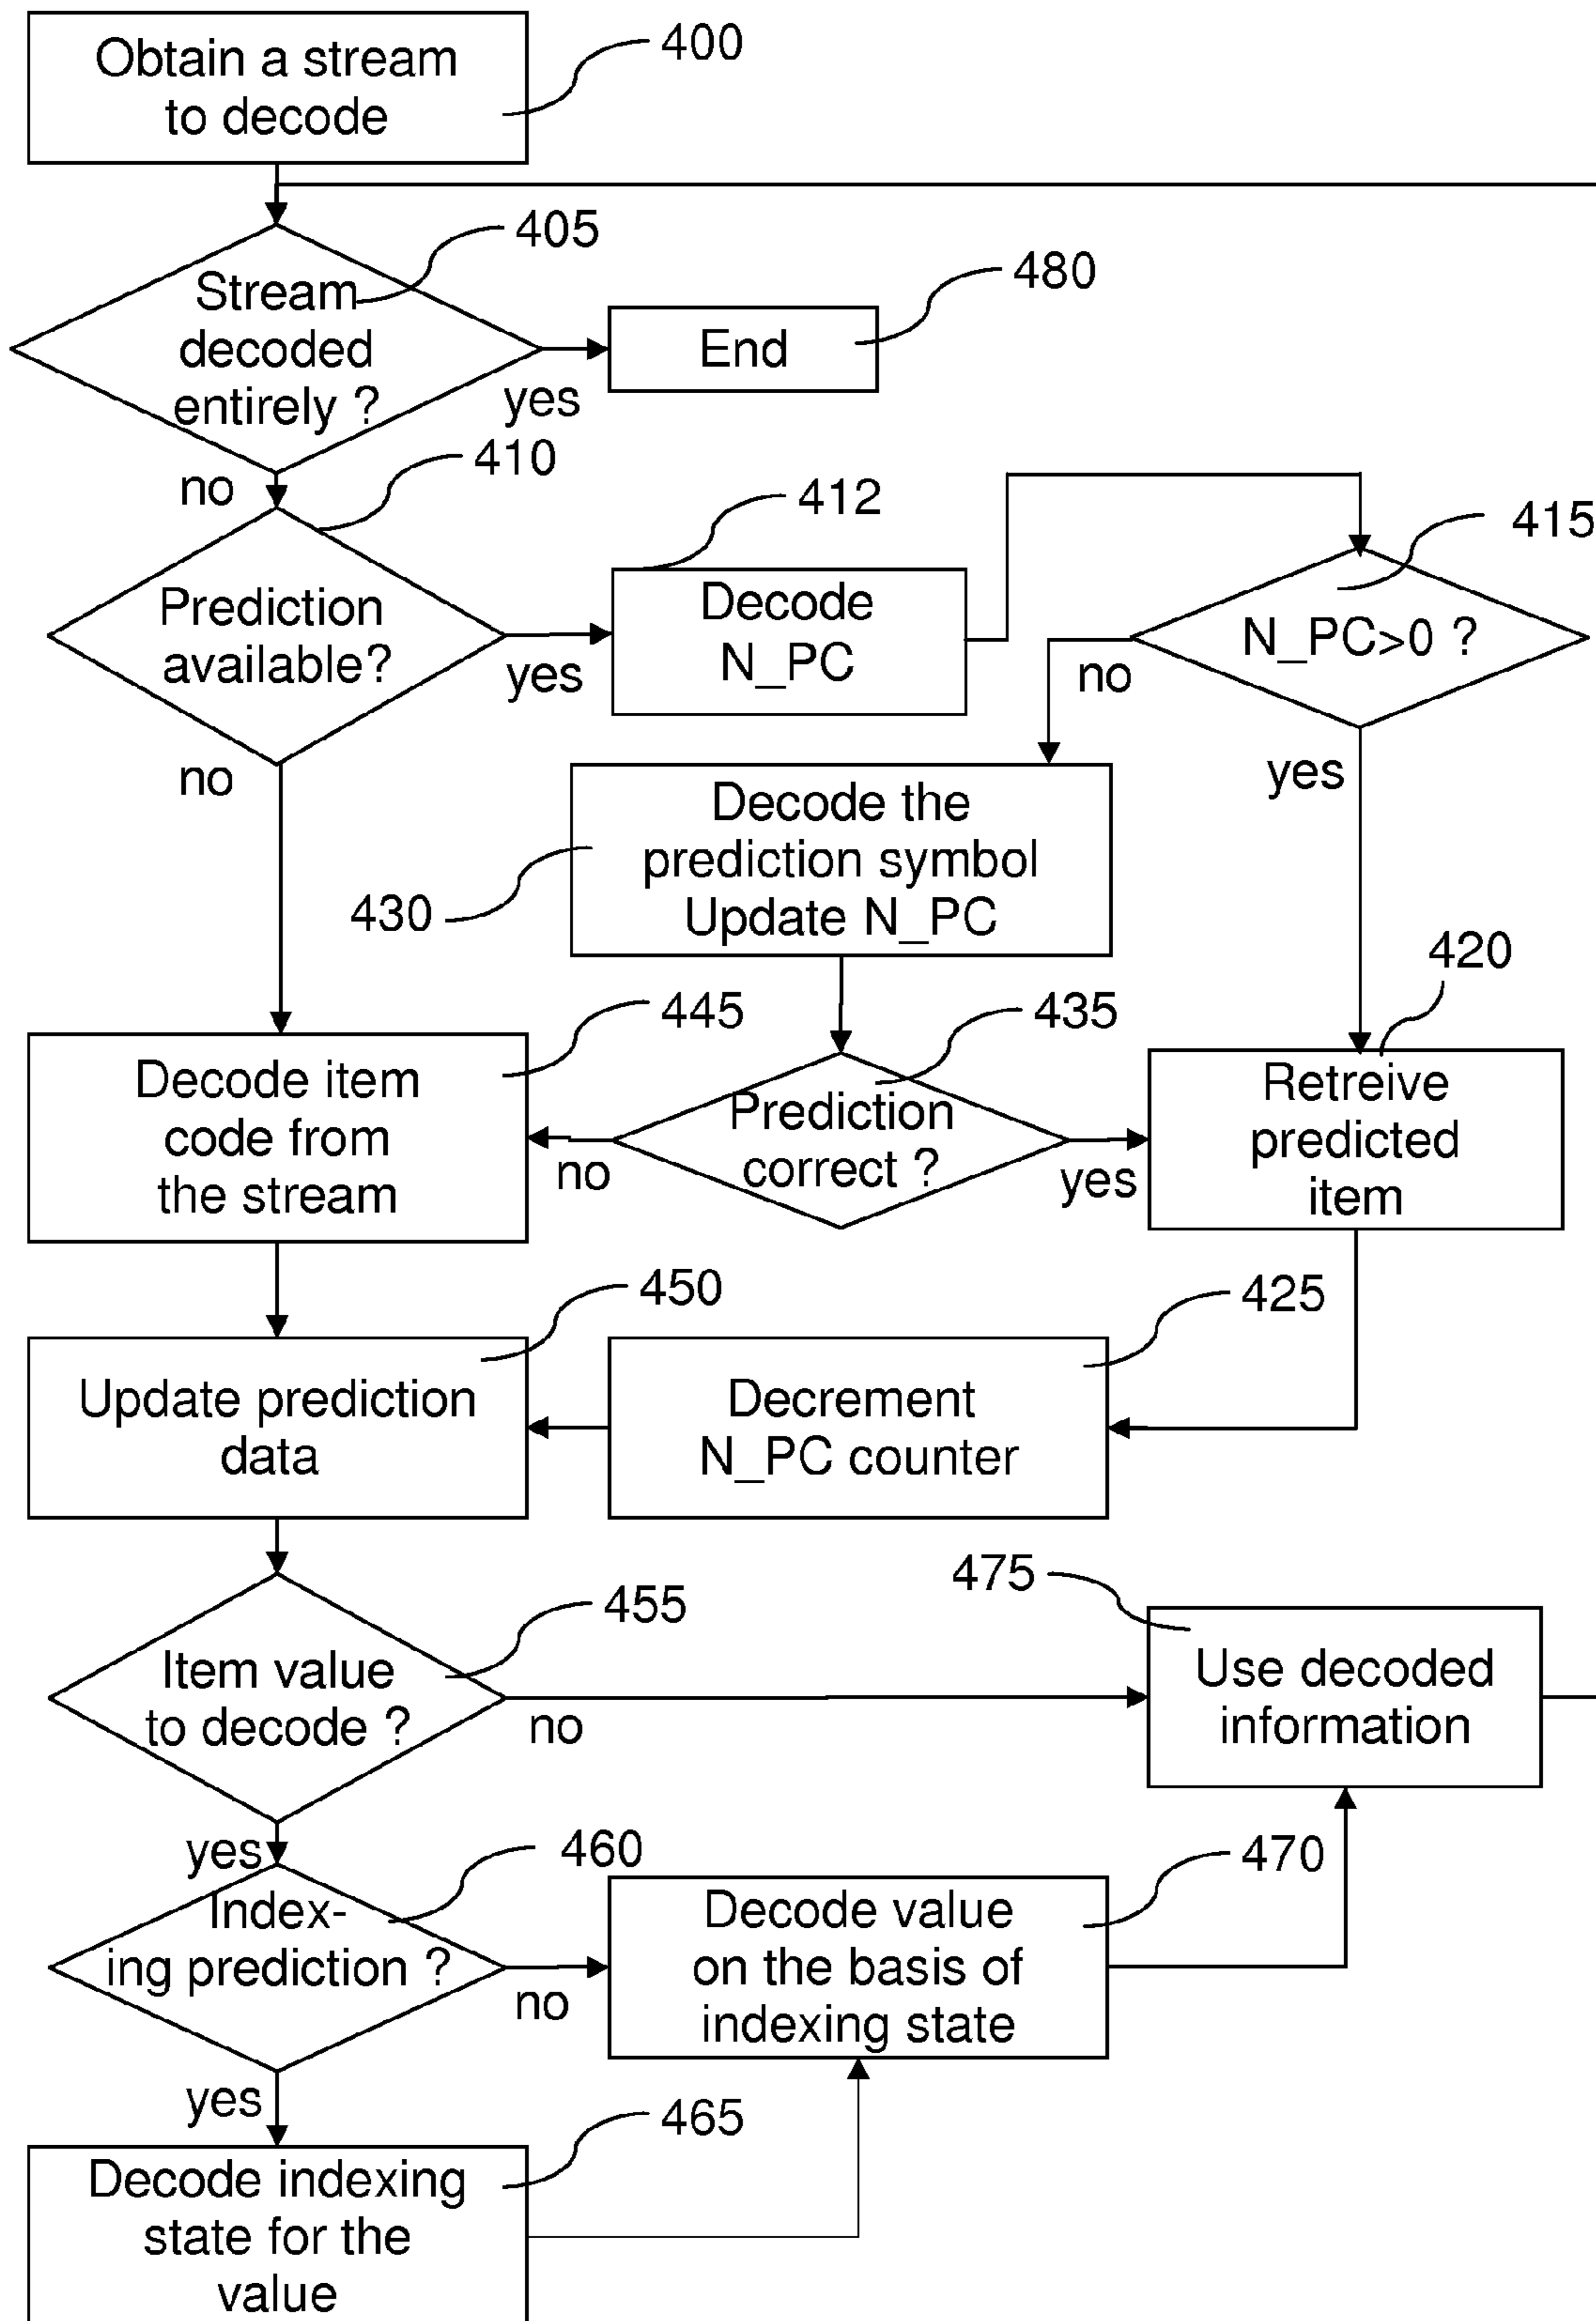 Obtain a stream
to decode
400
405
Stream
decoded
entirely ?
yes
no
480
End
410
Prediction
available?
yes
no
412
Decode
N_PC
415
N_PC>0 ?
no
yes
Decode the
prediction symbol
Update N_PC
430
420
Retreive
predicted
item
435
Prediction
correct ?
no
yes
445
Decode item
code from
the stream
450
Update prediction
data
425
Decrement
N_PC counter
455
Item value
to decode ?
no
yes
475
Use decoded
information
460
Index-
ing prediction ?
no
yes
470
Decode value
on the basis of
indexing state
465
Decode indexing
state for the
value